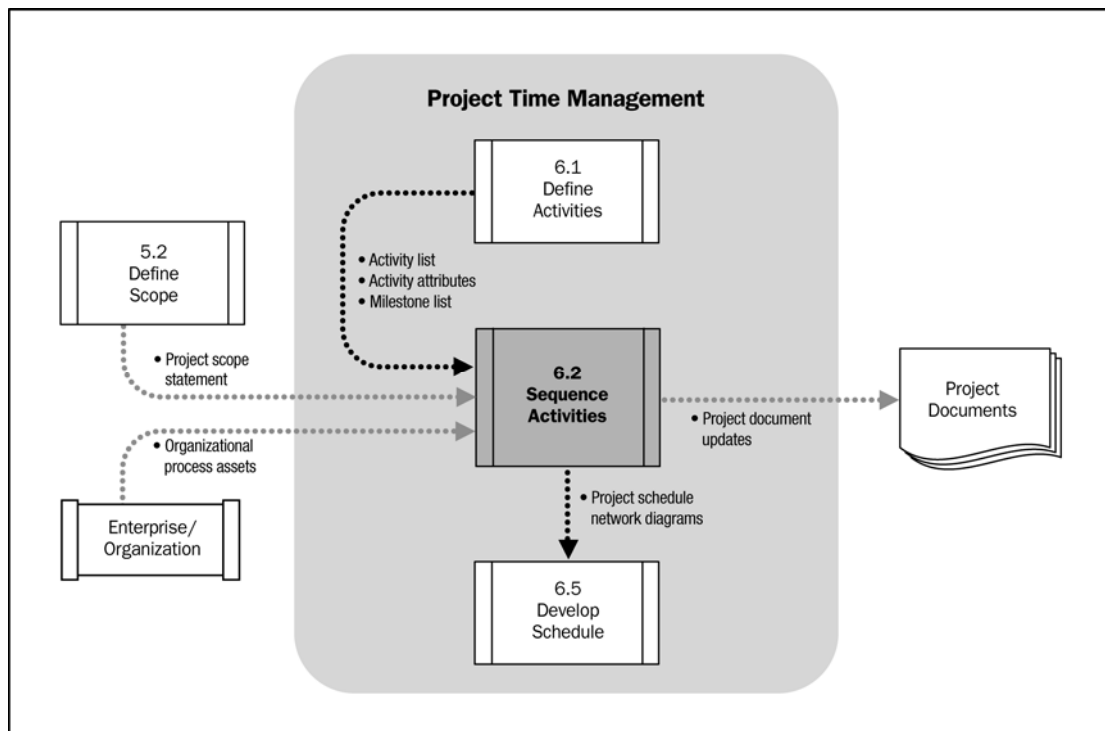 Project Time Management
6.1
Define
Activities
5.2
Define
Scope
• Activity list
• Activity attributes
• Milestone list
• Project scope
statement
6.2
Sequence
Activities
Project
Documents
• Project document
updates
• Organizational
process assets
Enterprise/
Organization
• Project schedule
network diagrams
6.5
Develop
Schedule